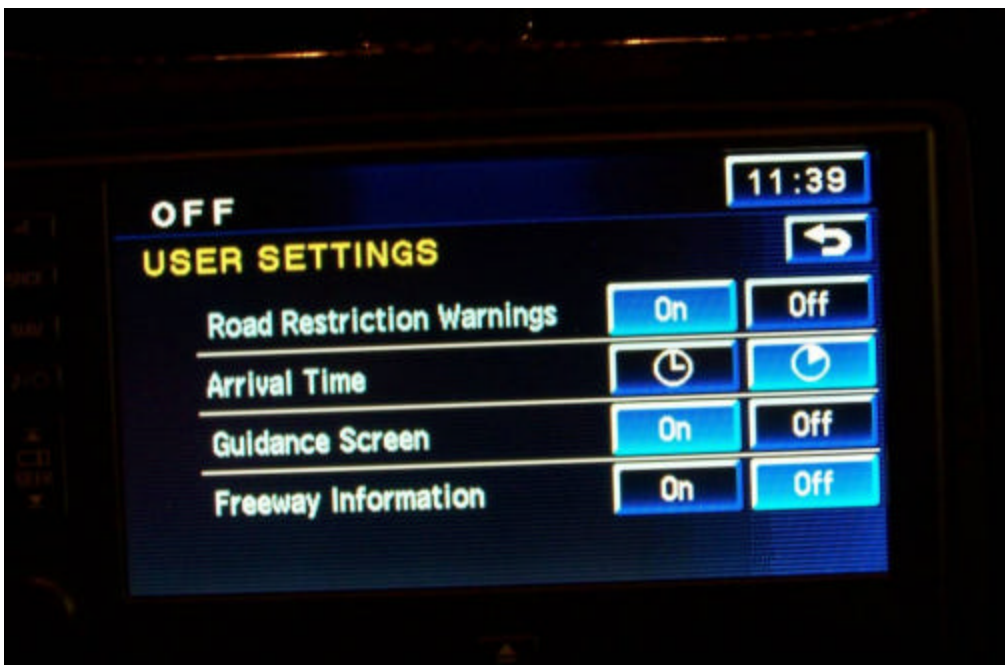 11:39
OFF
USER SETTINGS
Road Restriction Warnings On Off
Arrival Time
Guidance Screen On Off
Freeway Information On Off